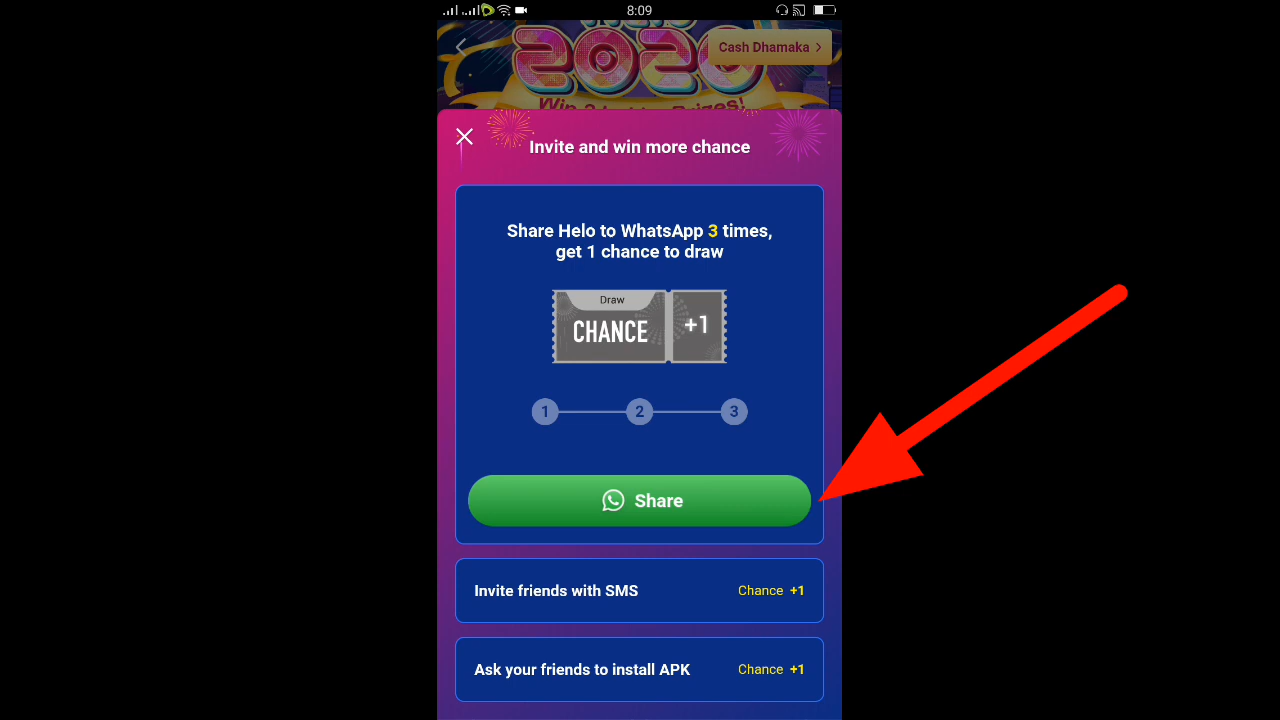 8:09
2020
Cash Dhamaka >
Invite and win more chance
Share Helo to WhatsApp 3 times,
get 1 chance to draw
Draw
CHANCE
+1
1 2 3
Share
Invite friends with SMS Chance +1
Ask your friends to install APK Chance +1